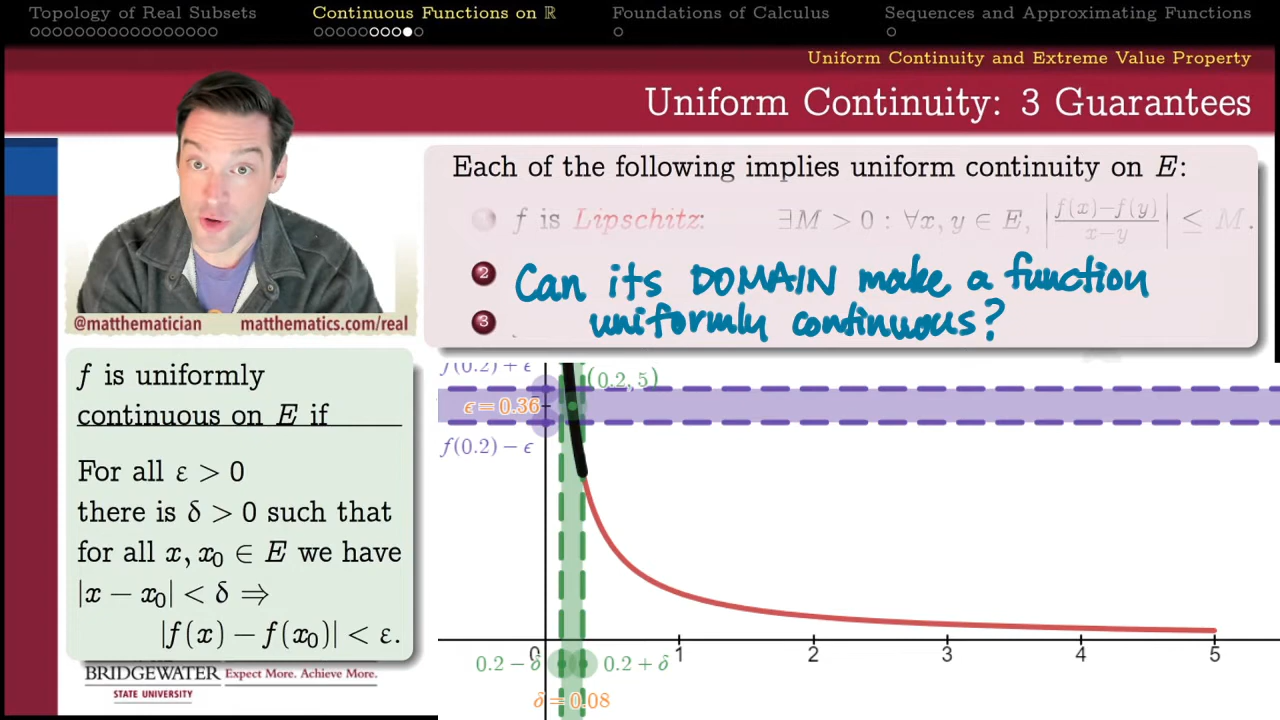 Topology of Real Subsets
Continuous Functions on ℝ
Foundations of Calculus
Sequences and Approximating Functions
Uniform Continuity and Extreme Value Property
Uniform Continuity: 3 Guarantees
Each of the following implies uniform continuity on E:
f is Lipschitz: ∃M > 0 : ∀x, y ∈ E, |f(x)−f(y)/x−y| ≤ M.
2 Can its DOMAIN make a function
3 uniformly continuous?
@matthematician matthematics.com/real
f is uniformly
continuous on E if
For all ε > 0
there is δ > 0 such that
for all x, x₀ ∈ E we have
|x − x₀| < δ ⇒
|f(x) − f(x₀)| < ε.
BRIDGEWATER
STATE UNIVERSITY
Expect More. Achieve More.
f(0.2) + ϵ
(0.2, 5)
ϵ = 0.36
f(0.2) − ϵ
0 1 2 3 4 5
0.2 − δ 0.2 + δ
δ = 0.08